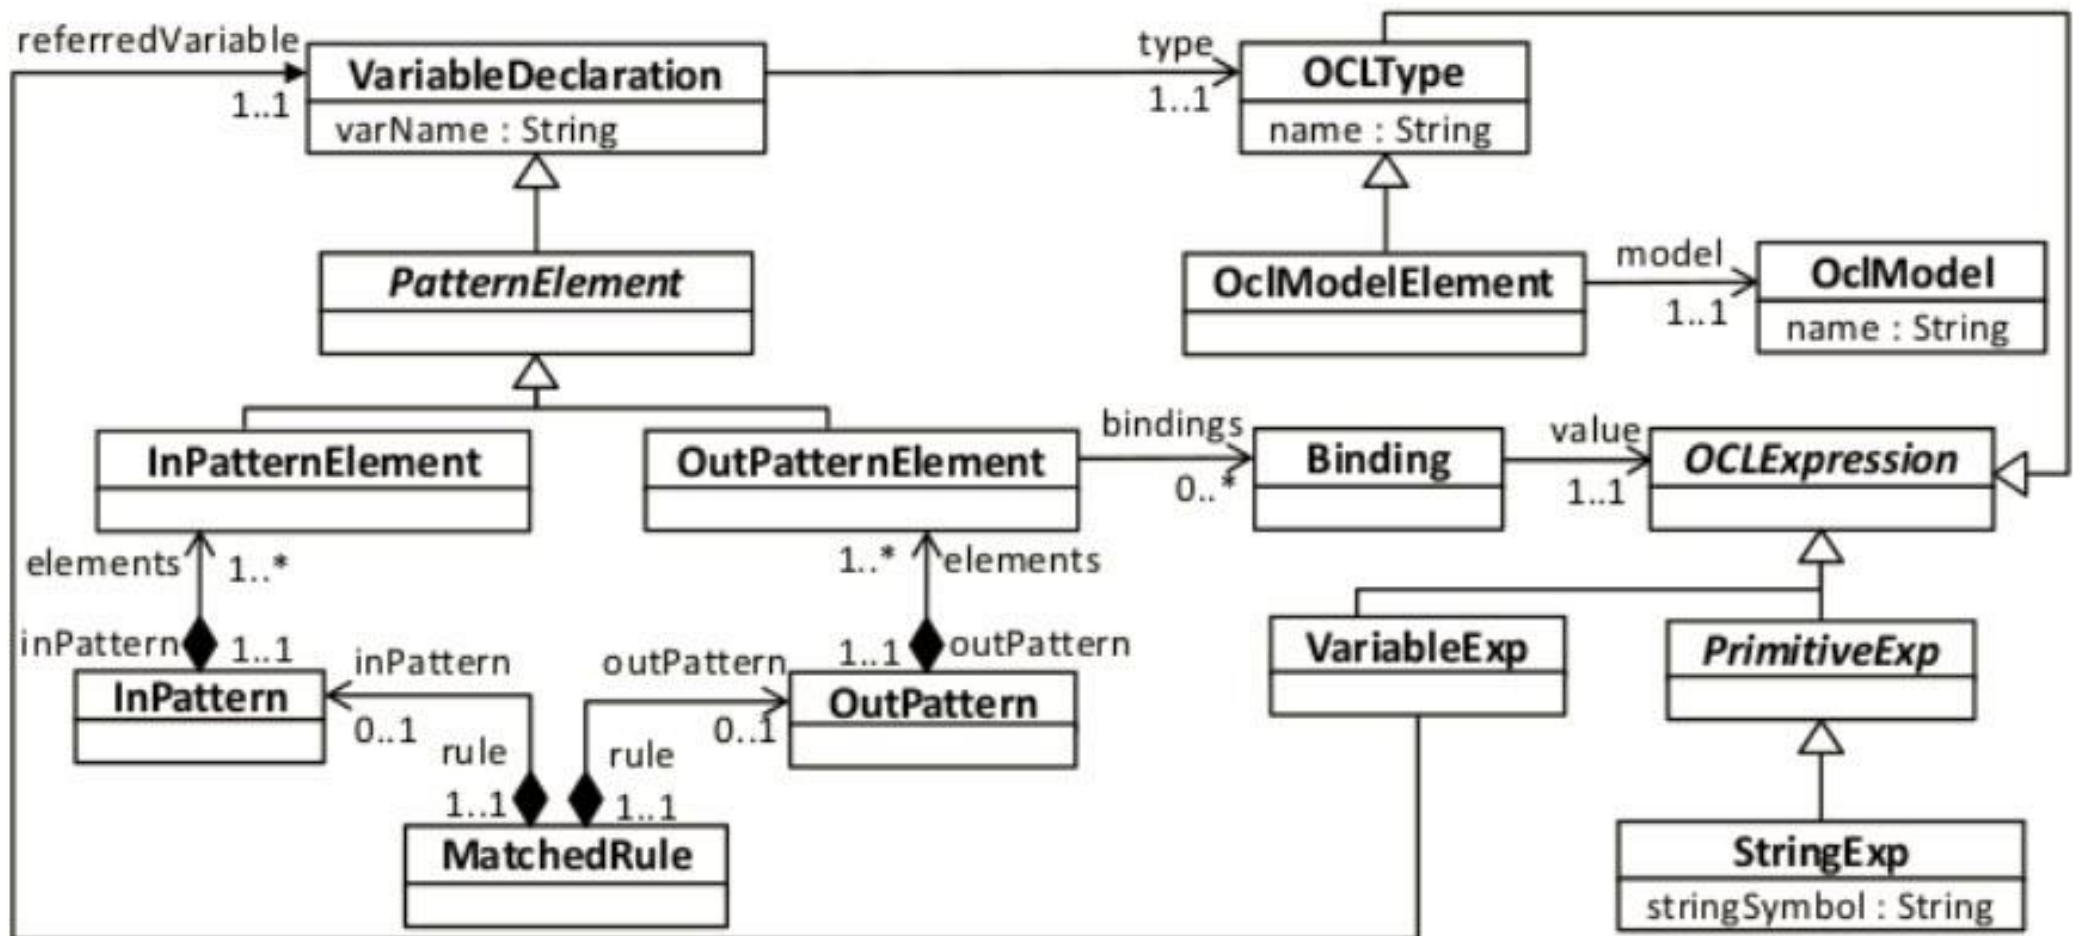 referredVariable
1..1
VariableDeclaration
varName : String
type
1..1
OCLType
name : String
PatternElement
OclModelElement
model
1..1
OclModel
name : String
InPatternElement
OutPatternElement
bindings
0..*
Binding
value
1..1
OCLExpression
elements
1..*
1..*
elements
inPattern
1..1
1..1
outPattern
VariableExp
PrimitiveExp
InPattern
inPattern
0..1
outPattern
0..1
OutPattern
rule
1..1
rule
1..1
MatchedRule
StringExp
stringSymbol : String